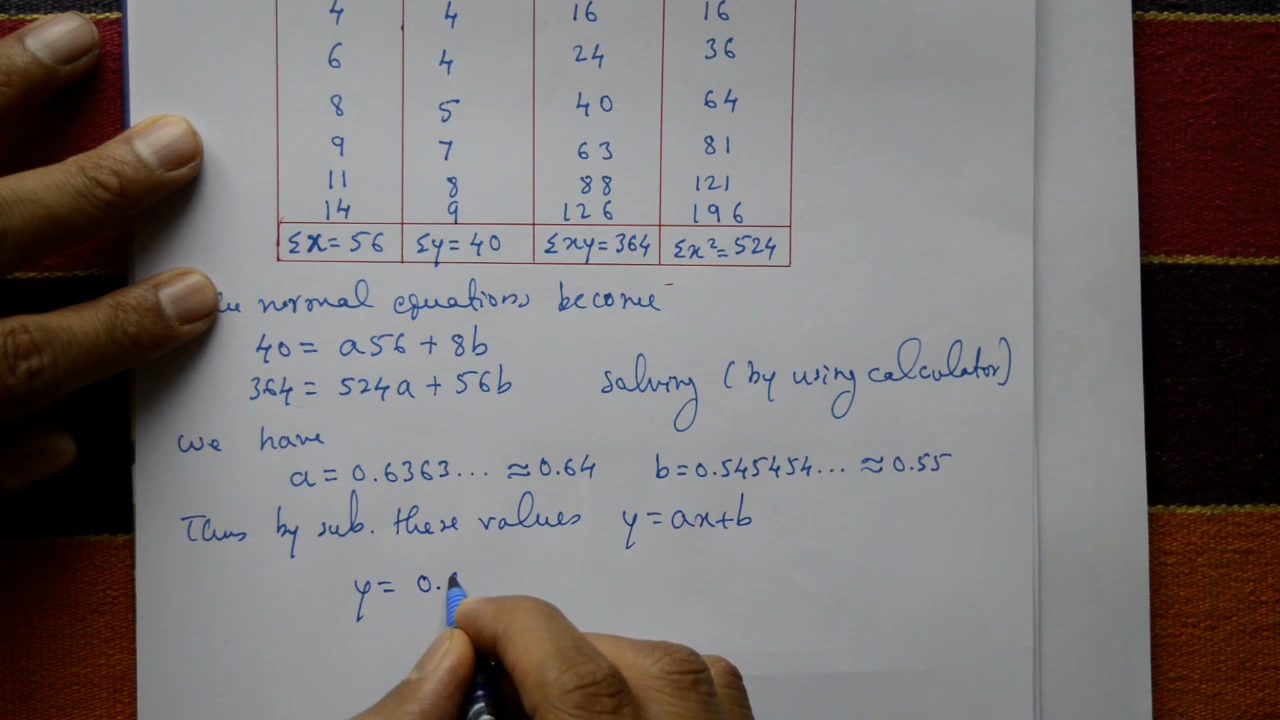 4 4 16 16
6 4 24 36
8 5 40 64
9 7 63 81
11 8 88 121
14 9 126 196
Σx=56 Σy=40 Σxy=364 Σx²=524
normal equations become
40= a56+8b
364= 524a+56b solving (by using calculator)
we have
a=0.6363... ≈0.64 b=0.545454... ≈0.55
Thus by sub. these values y=ax+b
y= 0.